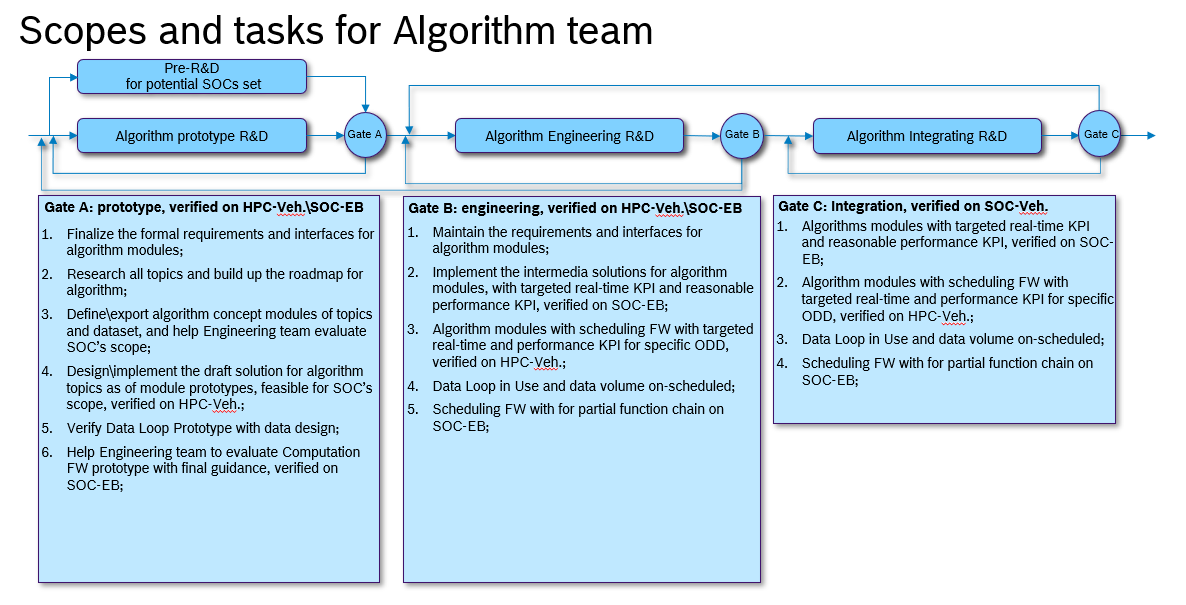 Scopes and tasks for Algorithm team
Pre-R&D
for potential SOCs set
Algorithm prototype R&D
Gate A
Algorithm Engineering R&D
Gate B
Algorithm Integrating R&D
Gate C
Gate A: prototype, verified on HPC-Veh.\SOC-EB
1. Finalize the formal requirements and interfaces for
algorithm modules;
2. Research all topics and build up the roadmap for
algorithm;
3. Define\export algorithm concept modules of topics
and dataset, and help Engineering team evaluate
SOC's scope;
4. Design\implement the draft solution for algorithm
topics as of module prototypes, feasible for SOC's
scope, verified on HPC-Veh.;
5. Verify Data Loop Prototype with data design;
6. Help Engineering team to evaluate Computation
FW prototype with final guidance, verified on
SOC-EB;
Gate B: engineering, verified on HPC-Veh.\SOC-EB
1. Maintain the requirements and interfaces for
algorithm modules;
2. Implement the intermedia solutions for algorithm
modules, with targeted real-time KPI and reasonable
performance KPI, verified on SOC-EB;
3. Algorithm modules with scheduling FW with targeted
real-time and performance KPI for specific ODD,
verified on HPC-Veh.;
4. Data Loop in Use and data volume on-scheduled;
5. Scheduling FW with for partial function chain on
SOC-EB;
Gate C: Integration, verified on SOC-Veh.
1. Algorithms modules with targeted real-time KPI
and reasonable performance KPI, verified on SOC-
EB;
2. Algorithm modules with scheduling FW with
targeted real-time and performance KPI for specific
ODD, verified on HPC-Veh.;
3. Data Loop in Use and data volume on-scheduled;
4. Scheduling FW with for partial function chain on
SOC-EB;